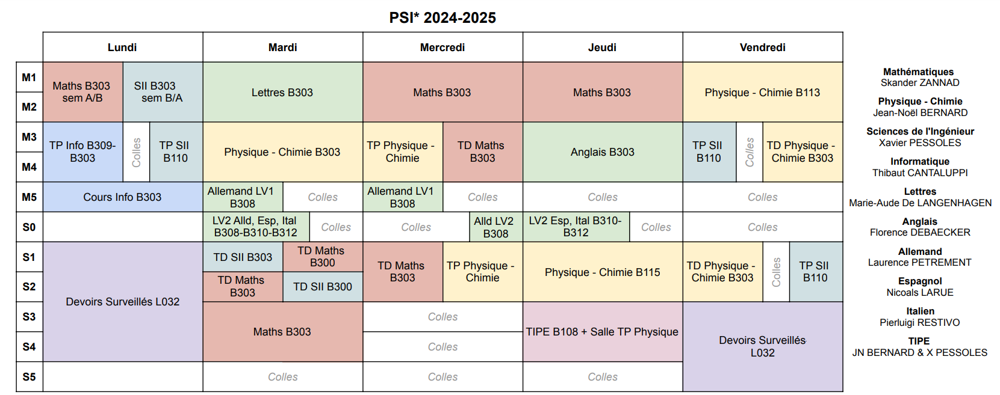 PSI* 2024-2025
Lundi Mardi Mercredi Jeudi Vendredi
M1
M2
Maths B303
sem A/B
SII B303
sem B/A
Lettres B303
Maths B303
Maths B303
Physique - Chimie B113
M3
M4
TP Info B309-
B303
Colles
TP SII
B110
Physique - Chimie B303
TP Physique -
Chimie
TD Maths
B303
Anglais B303
TP SII
B110
Colles
TD Physique -
Chimie B303
M5
Cours Info B303
Allemand LV1
B308
Colles
Allemand LV1
B308
Colles
Colles
Colles
S0
LV2 Alld, Esp, Ital
B308-B310-B312
Colles
Colles
Alld LV2
B308
LV2 Esp, Ital B310-
B312
Colles
Colles
S1
S2
Devoirs Surveillés L032
TD SII B303
TD Maths
B300
TD Maths
B303
TD SII B300
TD Maths
B303
TP Physique -
Chimie
Physique - Chimie B115
TD Physique -
Chimie B303
Colles
TP SII
B110
S3
S4
Maths B303
Colles
Colles
TIPE B108 + Salle TP Physique
Devoirs Surveillés
L032
S5
Colles
Colles
Colles
Mathématiques
Skander ZANNAD
Physique - Chimie
Jean-Noël BERNARD
Sciences de l'Ingénieur
Xavier PESSOLES
Informatique
Thibaut CANTALUPPI
Lettres
Marie-Aude De LANGENHAGEN
Anglais
Florence DEBAECKER
Allemand
Laurence PETREMENT
Espagnol
Nicoals LARUE
Italien
Pierluigi RESTIVO
TIPE
JN BERNARD & X PESSOLES